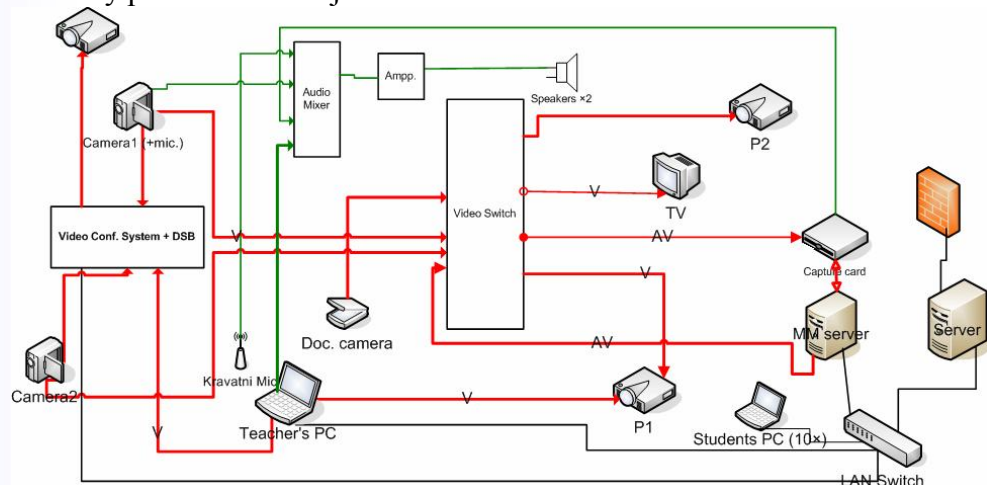 Audio
Mixer
Ampp.
Speakers ×2
Camera1 (+mic.)
P2
Video Switch
V
TV
Video Conf. System + DSB
V
AV
V
Capture card
Doc. camera
MM server
Server
AV
Kravatni Mic
Camera2
V
V
Teacher's PC
P1
Students PC (10×)
LAN Switch